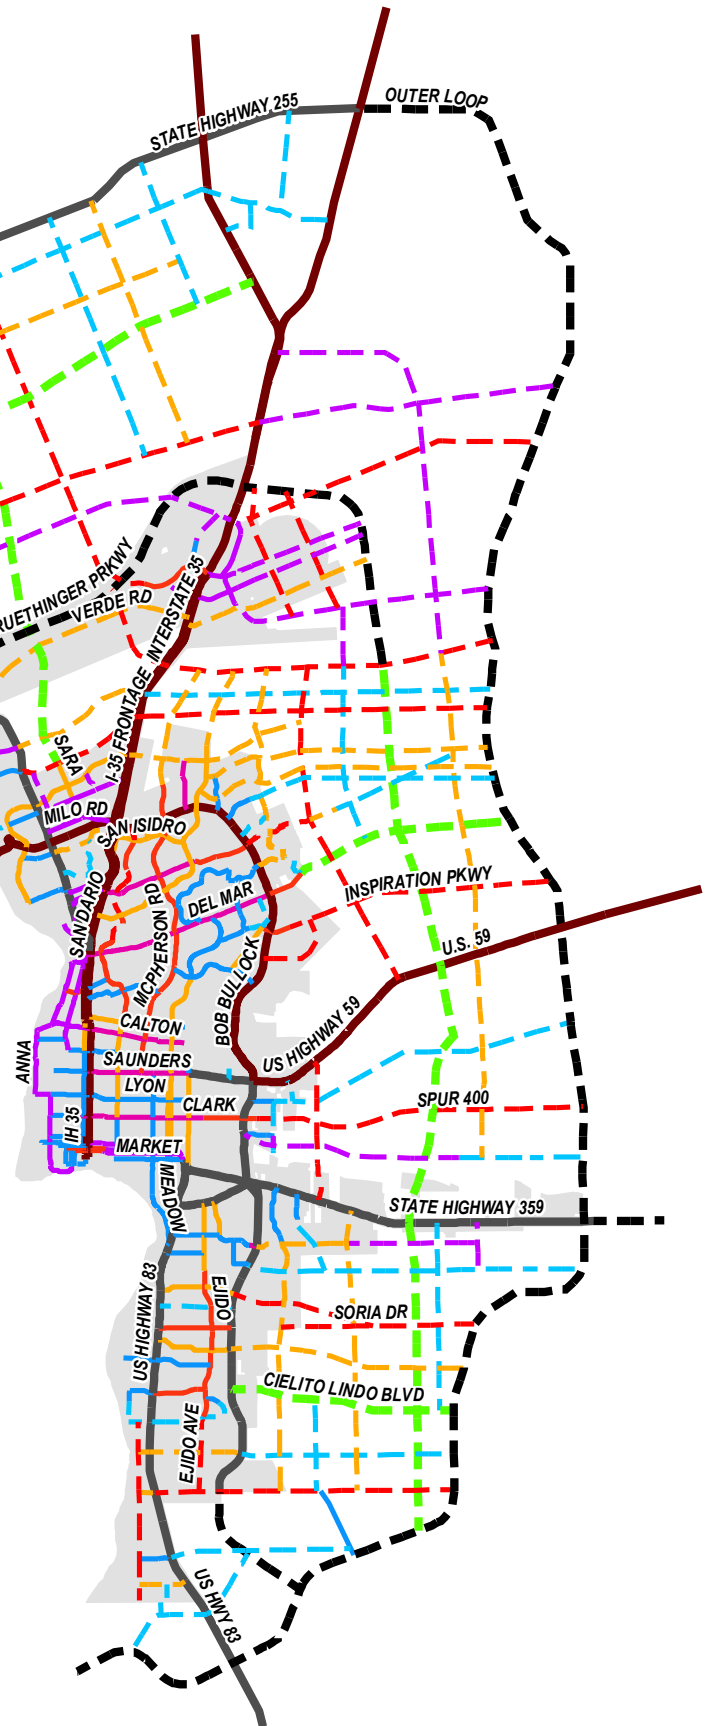 OUTER LOOP
STATE HIGHWAY 255
RUETHINGER PRKWY
VERDE RD
I-35 FRONTAGE
INTERSTATE 35
SARA
MILO RD
SAN ISIDRO
SAN DARIO
MCPHERSON RD
DEL MAR
INSPIRATION PKWY
U.S. 59
BOB BULLOCK
US HIGHWAY 59
CALTON
ANNA
SAUNDERS
LYON
CLARK
SPUR 400
IH 35
MARKET
MEADOW
STATE HIGHWAY 359
US HIGHWAY 83
EJIDO
SORIA DR
CIELITO LINDO BLVD
EJIDO AVE
US HWY 83